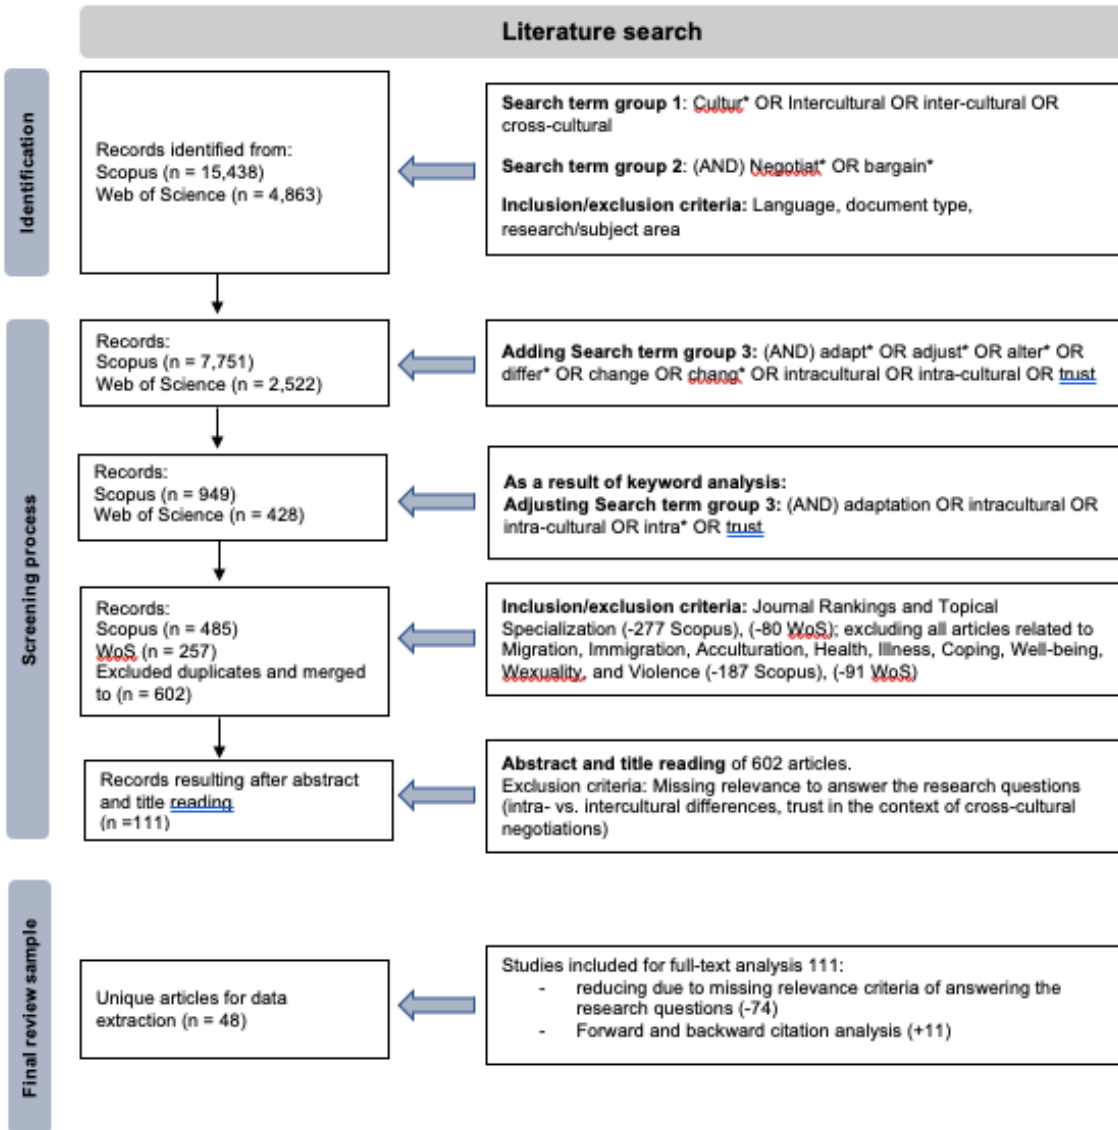 Literature search
Identification
Records identified from:
Scopus (n = 15,438)
Web of Science (n = 4,863)
Search term group 1: Cultur* OR Intercultural OR inter-cultural OR
cross-cultural
Search term group 2: (AND) Negotiat* OR bargain*
Inclusion/exclusion criteria: Language, document type,
research/subject area
Screening process
Records:
Scopus (n = 7,751)
Web of Science (n = 2,522)
Adding Search term group 3: (AND) adapt* OR adjust* OR alter* OR
differ* OR change OR chang* OR intracultural OR intra-cultural OR trust
Records:
Scopus (n = 949)
Web of Science (n = 428)
As a result of keyword analysis:
Adjusting Search term group 3: (AND) adaptation OR intracultural OR
intra-cultural OR intra* OR trust
Records:
Scopus (n = 485)
WoS (n = 257)
Excluded duplicates and merged
to (n = 602)
Inclusion/exclusion criteria: Journal Rankings and Topical
Specialization (-277 Scopus), (-80 WoS); excluding all articles related to
Migration, Immigration, Acculturation, Health, Illness, Coping, Well-being,
Wexuality, and Violence (-187 Scopus), (-91 WoS)
Records resulting after abstract
and title reading
(n =111)
Abstract and title reading of 602 articles.
Exclusion criteria: Missing relevance to answer the research questions
(intra- vs. intercultural differences, trust in the context of cross-cultural
negotiations)
Final review sample
Unique articles for data
extraction (n = 48)
Studies included for full-text analysis 111:
- reducing due to missing relevance criteria of answering the
research questions (-74)
- Forward and backward citation analysis (+11)